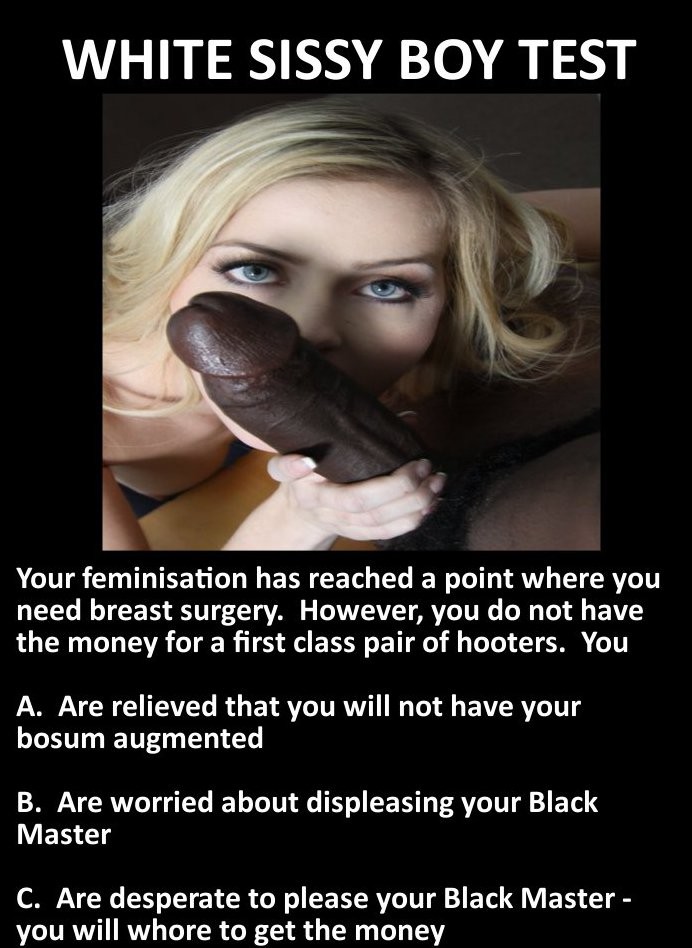 WHITE SISSY BOY TEST
Your feminisation has reached a point where you
need breast surgery.  However, you do not have
the money for a first class pair of hooters.  You
A.  Are relieved that you will not have your
bosum augmented
B.  Are worried about displeasing your Black
Master
C.  Are desperate to please your Black Master -
you will whore to get the money